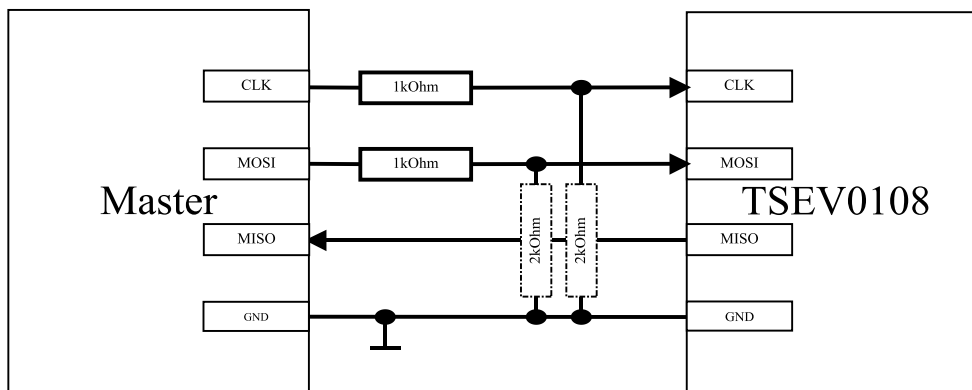 CLK
1kOhm
CLK
MOSI
1kOhm
MOSI
Master
TSEV0108
MISO
2kOhm
2kOhm
MISO
GND
GND